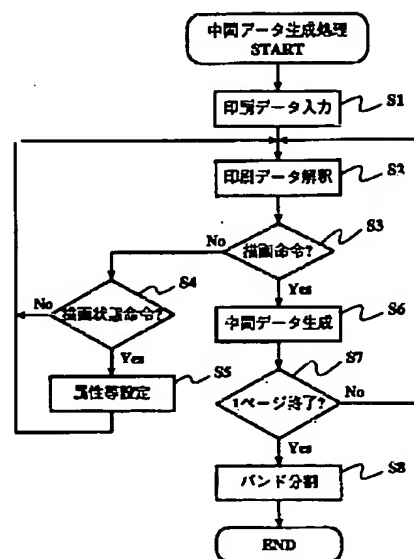 中間データ生成処理
START
印刷データ入力
S1
印刷データ解釈
S2
描画命令?
S3
No
Yes
描画状態命令?
S4
No
Yes
属性等設定
S5
中間データ生成
S6
1ページ終了?
S7
No
Yes
バンド分割
S8
END